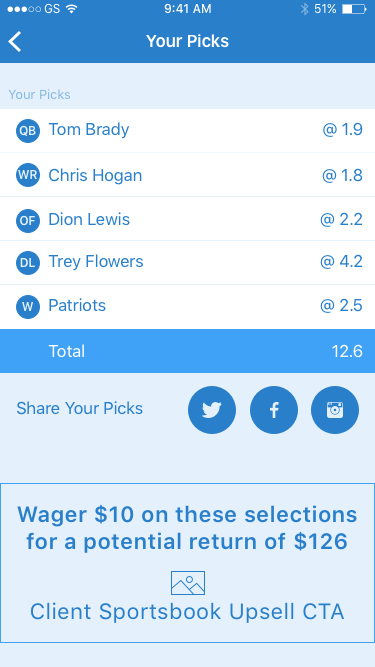 GS 9:41 AM 51%
Your Picks
Your Picks
QB Tom Brady @ 1.9
WR Chris Hogan @ 1.8
OF Dion Lewis @ 2.2
DL Trey Flowers @ 4.2
W Patriots @ 2.5
Total 12.6
Share Your Picks
Wager $10 on these selections
for a potential return of $126
Client Sportsbook Upsell CTA